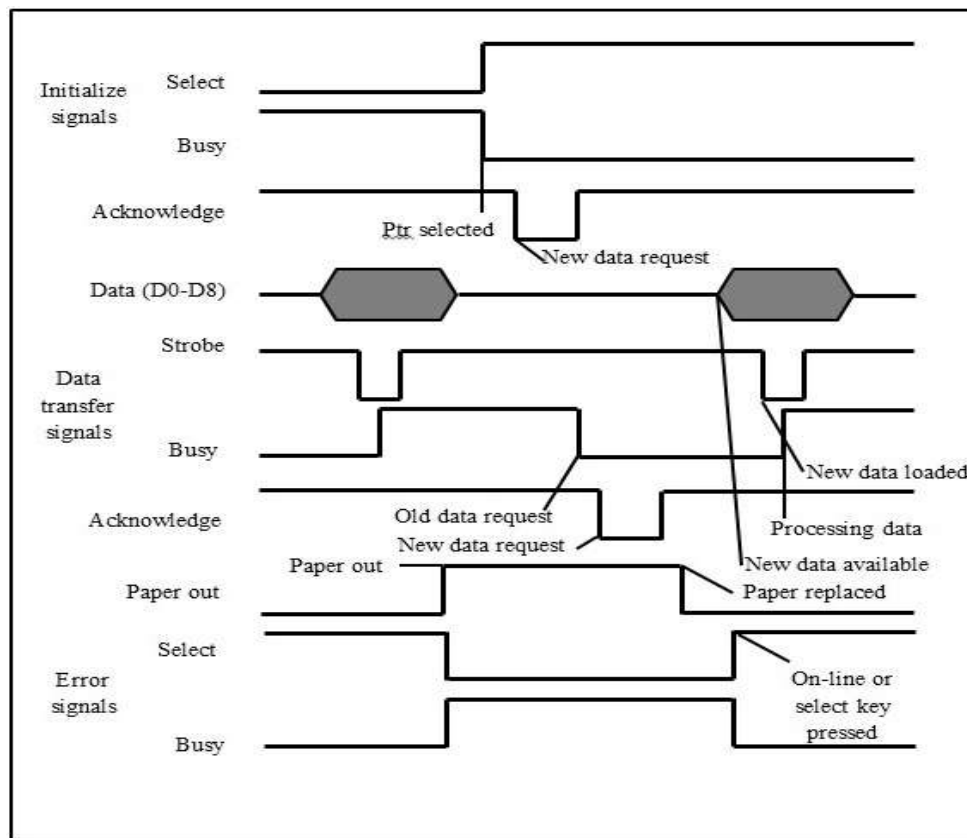 Select
Initialize
signals
Busy
Acknowledge
Ptr selected
New data request
Data (D0-D8)
Strobe
Data
transfer
signals
Busy
New data loaded
Acknowledge
Old data request
Processing data
New data request
New data available
Paper out
Paper out
Paper replaced
Select
Error
signals
On-line or
select key
pressed
Busy